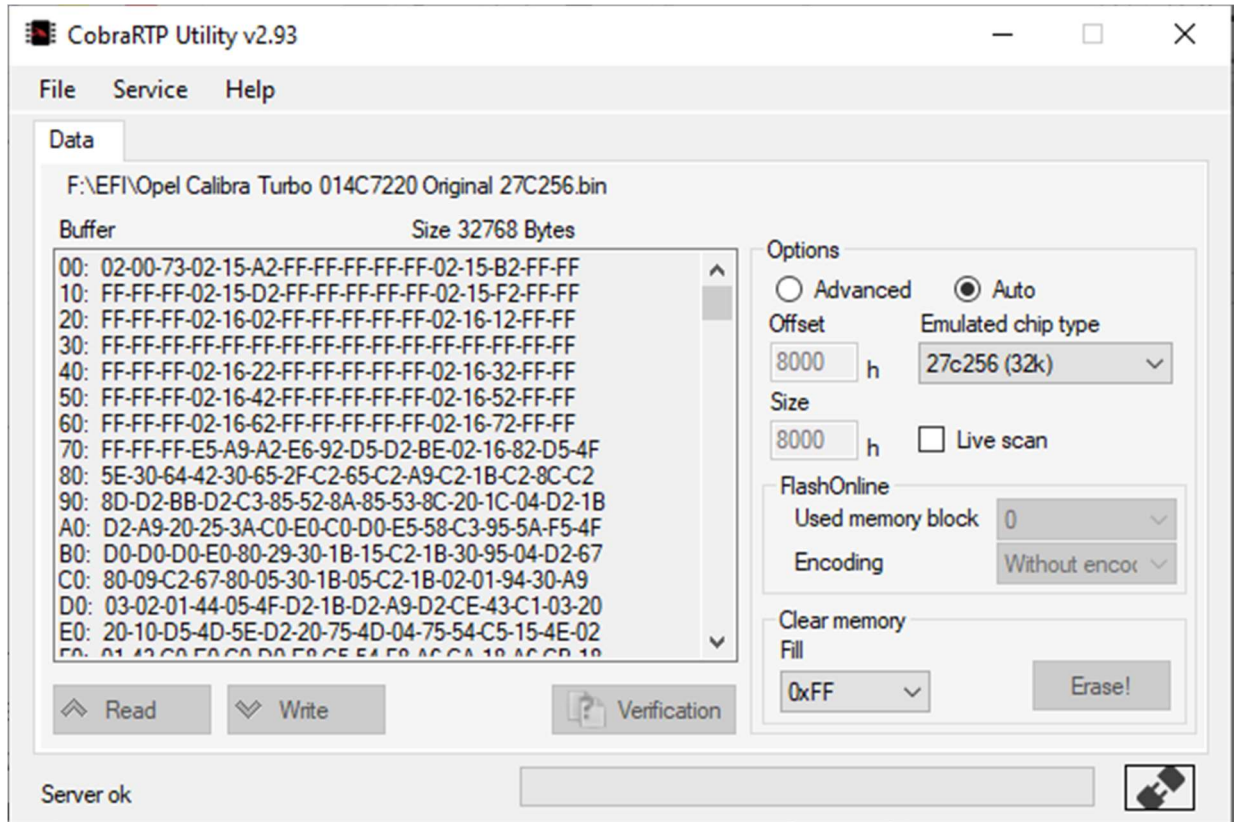 CobraRTP Utility v2.93
File Service Help
Data
F:\EFI\Opel Calibra Turbo 014C7220 Original 27C256.bin
Buffer Size 32768 Bytes
00: 02-00-73-02-15-A2-FF-FF-FF-FF-FF-02-15-B2-FF-FF
10: FF-FF-FF-02-15-D2-FF-FF-FF-FF-FF-02-15-F2-FF-FF
20: FF-FF-FF-02-16-02-FF-FF-FF-FF-FF-02-16-12-FF-FF
30: FF-FF-FF-FF-FF-FF-FF-FF-FF-FF-FF-FF-FF-FF-FF-FF
40: FF-FF-FF-02-16-22-FF-FF-FF-FF-FF-02-16-32-FF-FF
50: FF-FF-FF-02-16-42-FF-FF-FF-FF-FF-02-16-52-FF-FF
60: FF-FF-FF-02-16-62-FF-FF-FF-FF-FF-02-16-72-FF-FF
70: FF-FF-FF-E5-A9-A2-E6-92-D5-D2-BE-02-16-82-D5-4F
80: 5E-30-64-42-30-65-2F-C2-65-C2-A9-C2-1B-C2-8C-C2
90: 8D-D2-BB-D2-C3-85-52-8A-85-53-8C-20-1C-04-D2-1B
A0: D2-A9-20-25-3A-C0-E0-C0-D0-E5-58-C3-95-5A-F5-4F
B0: D0-D0-D0-E0-80-29-30-1B-15-C2-1B-30-95-04-D2-67
C0: 80-09-C2-67-80-05-30-1B-05-C2-1B-02-01-94-30-A9
D0: 03-02-01-44-05-4F-D2-1B-D2-A9-D2-CE-43-C1-03-20
E0: 20-10-D5-4D-5E-D2-20-75-4D-04-75-54-C5-15-4E-02
Read Write Verification
Options
Advanced Auto
Offset Emulated chip type
8000 h 27c256 (32k)
Size
8000 h Live scan
FlashOnline
Used memory block 0
Encoding Without encoc
Clear memory
Fill
0xFF Erase!
Server ok